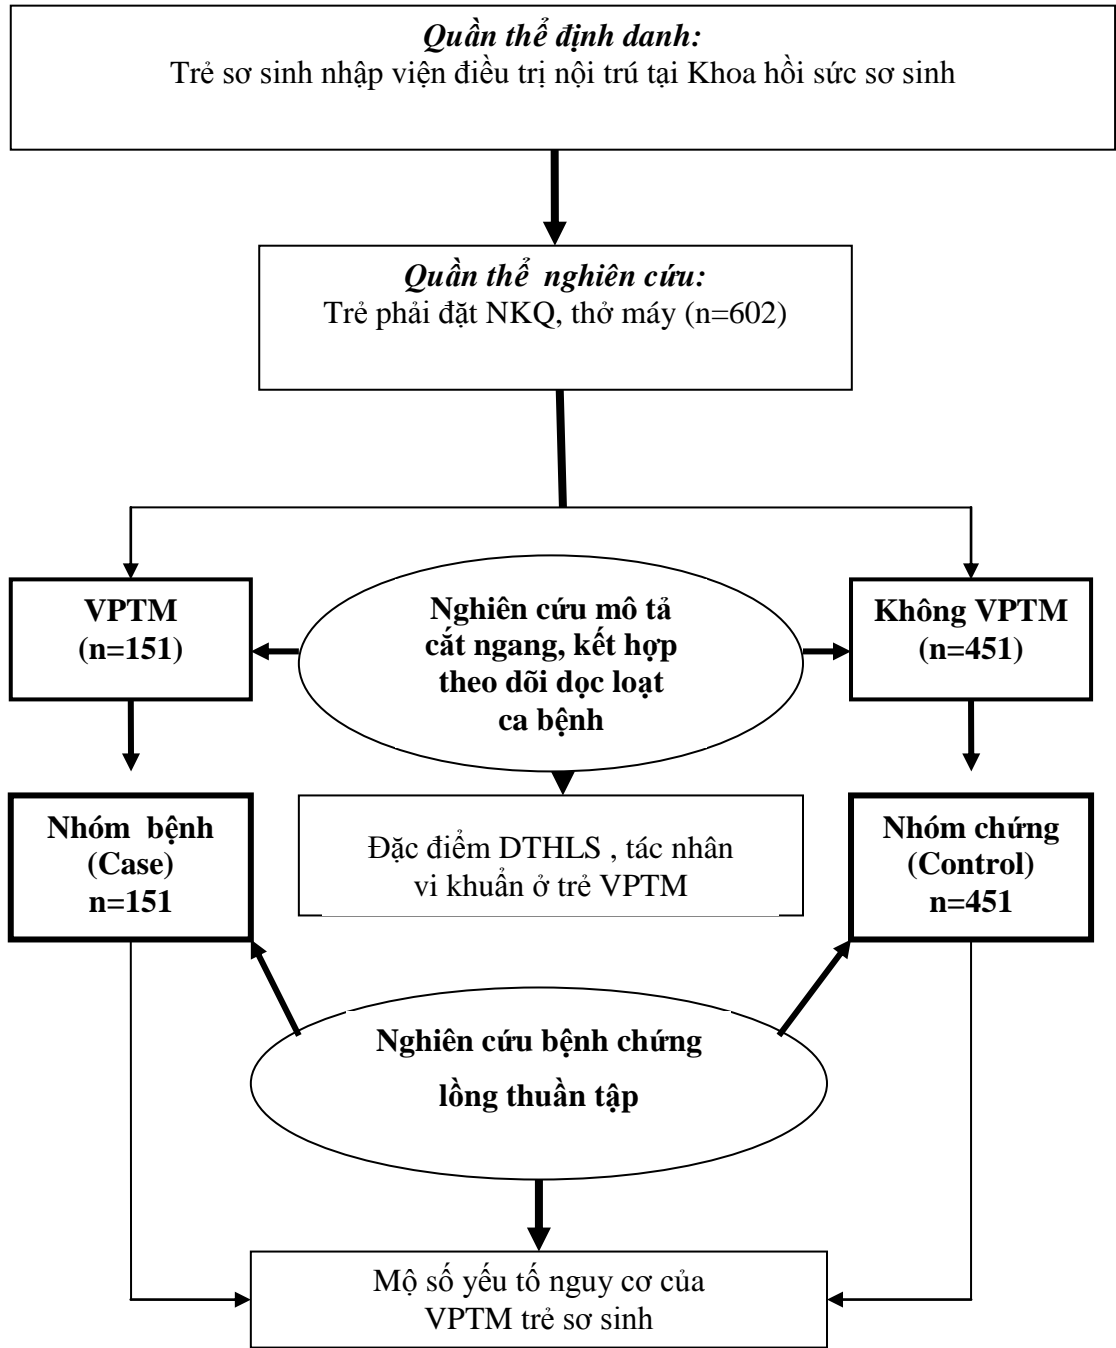 Quần thể định danh:
Trẻ sơ sinh nhập viện điều trị nội trú tại Khoa hồi sức sơ sinh
Quần thể nghiên cứu:
Trẻ phải đặt NKQ, thở máy (n=602)
VPTM
(n=151)
Nghiên cứu mô tả
cắt ngang, kết hợp
theo dõi dọc loạt
ca bệnh
Không VPTM
(n=451)
Nhóm bệnh
(Case)
n=151
Đặc điểm DTHLS , tác nhân
vi khuẩn ở trẻ VPTM
Nhóm chứng
(Control)
n=451
Nghiên cứu bệnh chứng
lồng thuần tập
Mộ số yếu tố nguy cơ của
VPTM trẻ sơ sinh